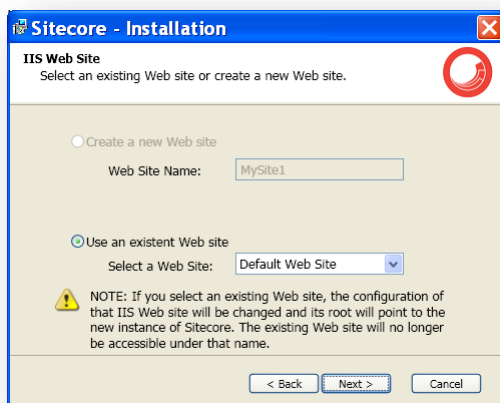 Sitecore - Installation
IIS Web Site
Select an existing Web site or create a new Web site.
Create a new Web site
Web Site Name: MySite1
Use an existent Web site
Select a Web Site: Default Web Site
NOTE: If you select an existing Web site, the configuration of
that IIS Web site will be changed and its root will point to the
new instance of Sitecore. The existing Web site will no longer
be accessible under that name.
< Back Next > Cancel